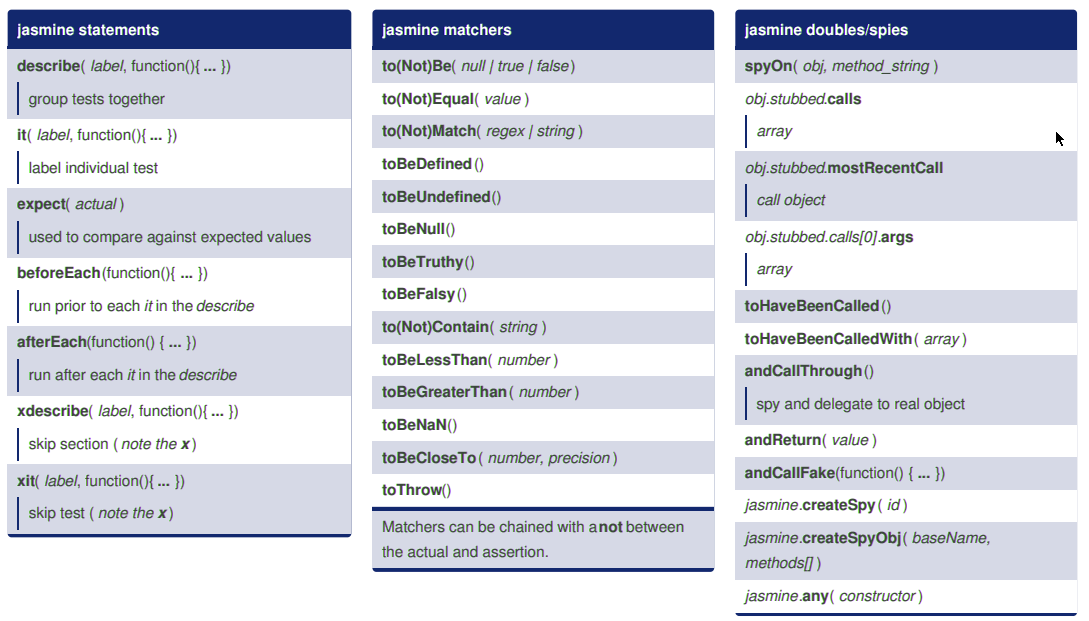 jasmine statements
describe( label, function(){ ... })
group tests together
it( label, function(){ ... })
label individual test
expect( actual )
used to compare against expected values
beforeEach(function(){ ... })
run prior to each it in the describe
afterEach(function() { ... })
run after each it in the describe
xdescribe( label, function(){ ... })
skip section ( note the x )
xit( label, function(){ ... })
skip test ( note the x )
jasmine matchers
to(Not)Be( null | true | false )
to(Not)Equal( value )
to(Not)Match( regex | string )
toBeDefined()
toBeUndefined()
toBeNull()
toBeTruthy()
toBeFalsy()
to(Not)Contain( string )
toBeLessThan( number )
toBeGreaterThan( number )
toBeNaN()
toBeCloseTo( number, precision )
toThrow()
Matchers can be chained with a not between
the actual and assertion.
jasmine doubles/spies
spyOn( obj, method_string )
obj.stubbed.calls
array
obj.stubbed.mostRecentCall
call object
obj.stubbed.calls[0].args
array
toHaveBeenCalled()
toHaveBeenCalledWith( array )
andCallThrough()
spy and delegate to real object
andReturn( value )
andCallFake(function() { ... })
jasmine.createSpy( id )
jasmine.createSpyObj( baseName,
methods[] )
jasmine.any( constructor )